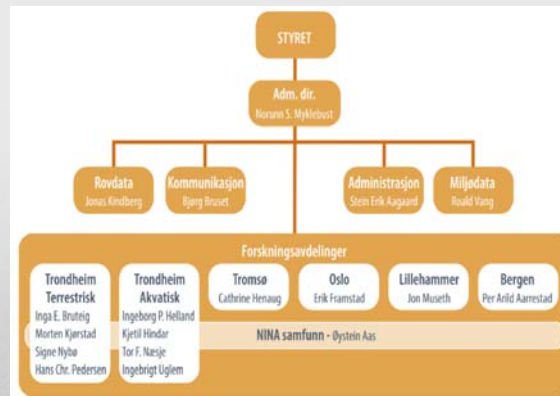 STYRET
Adm. dir.
Norunn S. Myklebust
Rovdata
Jonas Kindberg
Kommunikasjon
Bjørg Bruset
Administrasjon
Stein Erik Aagaard
Miljødata
Roald Vang
Forskningsavdelinger
Trondheim
Terrestrisk
Inga E. Bruteig
Morten Kjørstad
Signe Nybø
Hans Chr. Pedersen
Trondheim
Akvatisk
Ingeborg P. Helland
Kjetil Hindar
Tor F. Næsje
Ingebrigt Uglem
Tromsø
Cathrine Henaug
Oslo
Erik Framstad
Lillehammer
Jon Museth
Bergen
Per Arild Aarrestad
NINA samfunn - Øystein Aas